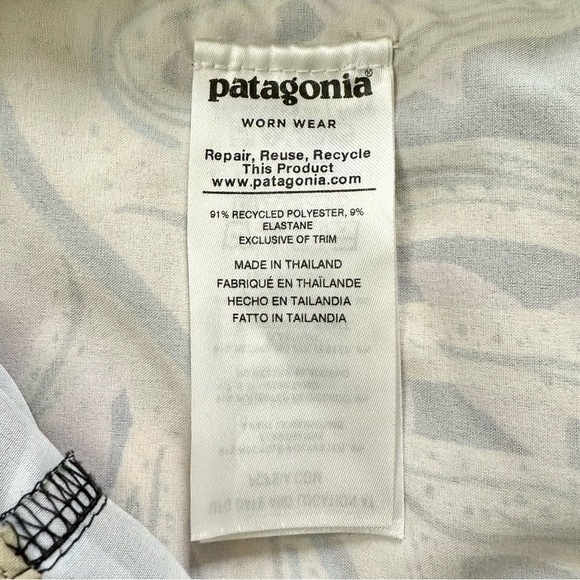 patagonia®
WORN WEAR
Repair, Reuse, Recycle
This Product
www.patagonia.com
91% RECYCLED POLYESTER, 9%
ELASTANE
EXCLUSIVE OF TRIM
MADE IN THAILAND
FABRIQUÉ EN THAÏLANDE
HECHO EN TAILANDIA
FATTO IN TAILANDIA